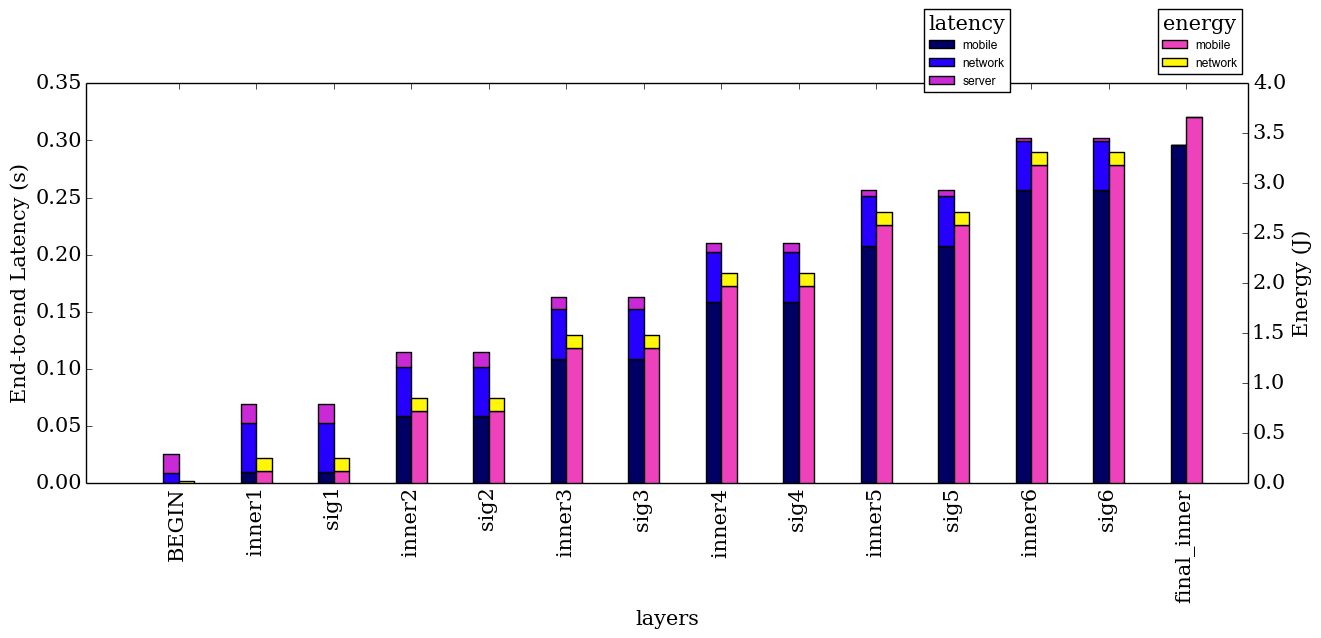 latency
mobile
network
server
energy
mobile
network
End-to-end Latency (s)
0.35
0.30
0.25
0.20
0.15
0.10
0.05
0.00
4.0
3.5
3.0
2.5
2.0
1.5
1.0
0.5
0.0
Energy (J)
BEGIN
inner1
sig1
inner2
sig2
inner3
sig3
inner4
sig4
inner5
sig5
inner6
sig6
final_inner
layers